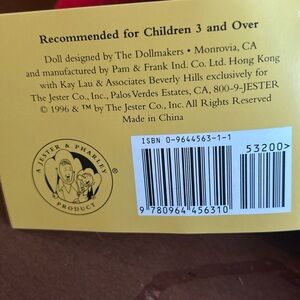 Recommended for Children 3 and Over
Doll designed by The Dollmakers • Monrovia, CA
and manufactured by Pam & Frank Ind. Co. Ltd. Hong Kong
with Kay Lau & Associates Beverly Hills exclusively for
The Jester Co., Inc., Palos Verdes Estates, CA, 800-9-JESTER
© 1996 & ™ by The Jester Co., Inc. All Rights Reserved
Made in China
A JESTER & PHARLEY
PRODUCT
®
ISBN 0-9644563-1-1
53200>
9 780964 456310